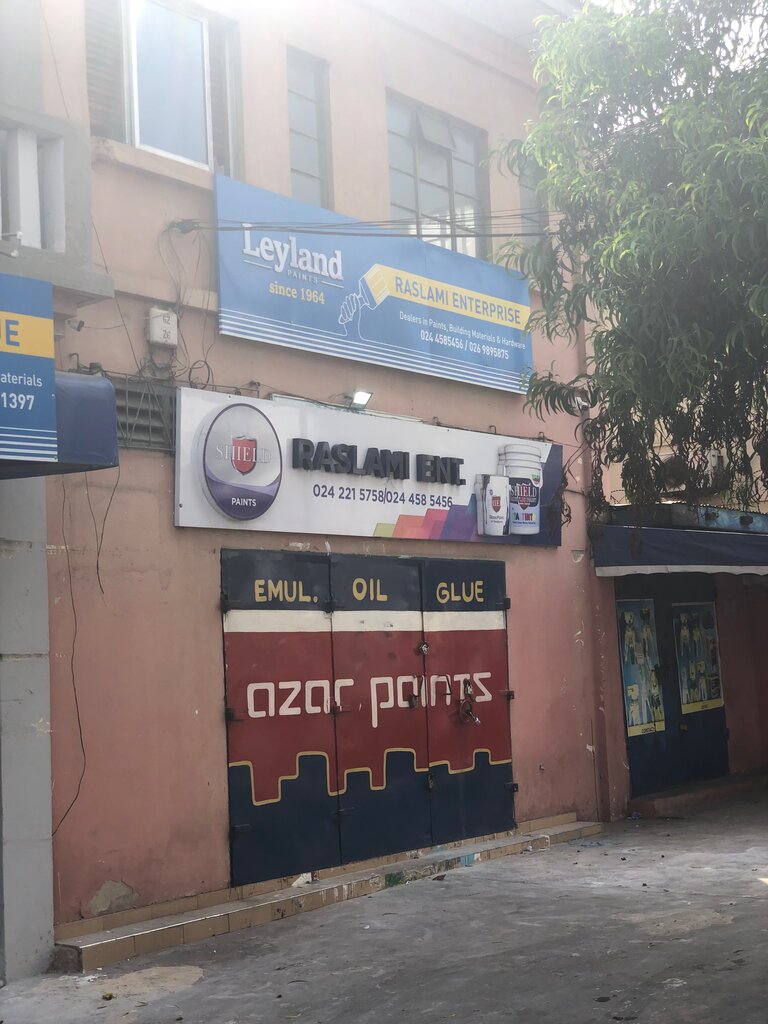 Leyland
PAINTS
since 1964
RASLAMI ENTERPRISE
Dealers in Paints, Building Materials & Hardware
024 4585456 / 026 9895875
E
aterials
1397
SHIELD
PAINTS
RASLAMI ENT.
024 221 5758/024 458 5456
SHIELD
EMUL. OIL GLUE
azar paints